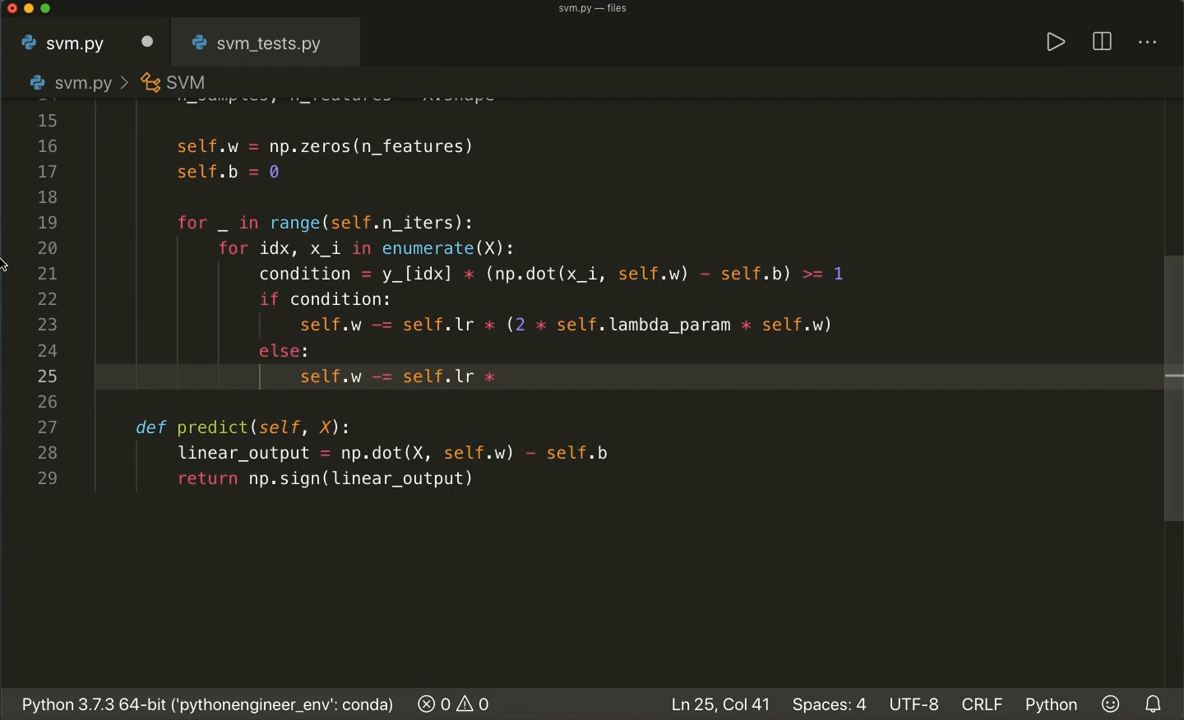 svm.py — files
svm.py svm_tests.py
svm.py > SVM
15
16 self.w = np.zeros(n_features)
17 self.b = 0
18
19 for _ in range(self.n_iters):
20 for idx, x_i in enumerate(X):
21 condition = y_[idx] * (np.dot(x_i, self.w) - self.b) >= 1
22 if condition:
23 self.w -= self.lr * (2 * self.lambda_param * self.w)
24 else:
25 self.w -= self.lr *
26
27 def predict(self, X):
28 linear_output = np.dot(X, self.w) - self.b
29 return np.sign(linear_output)
Python 3.7.3 64-bit ('pythonengineer_env': conda) 0 0 Ln 25, Col 41 Spaces: 4 UTF-8 CRLF Python